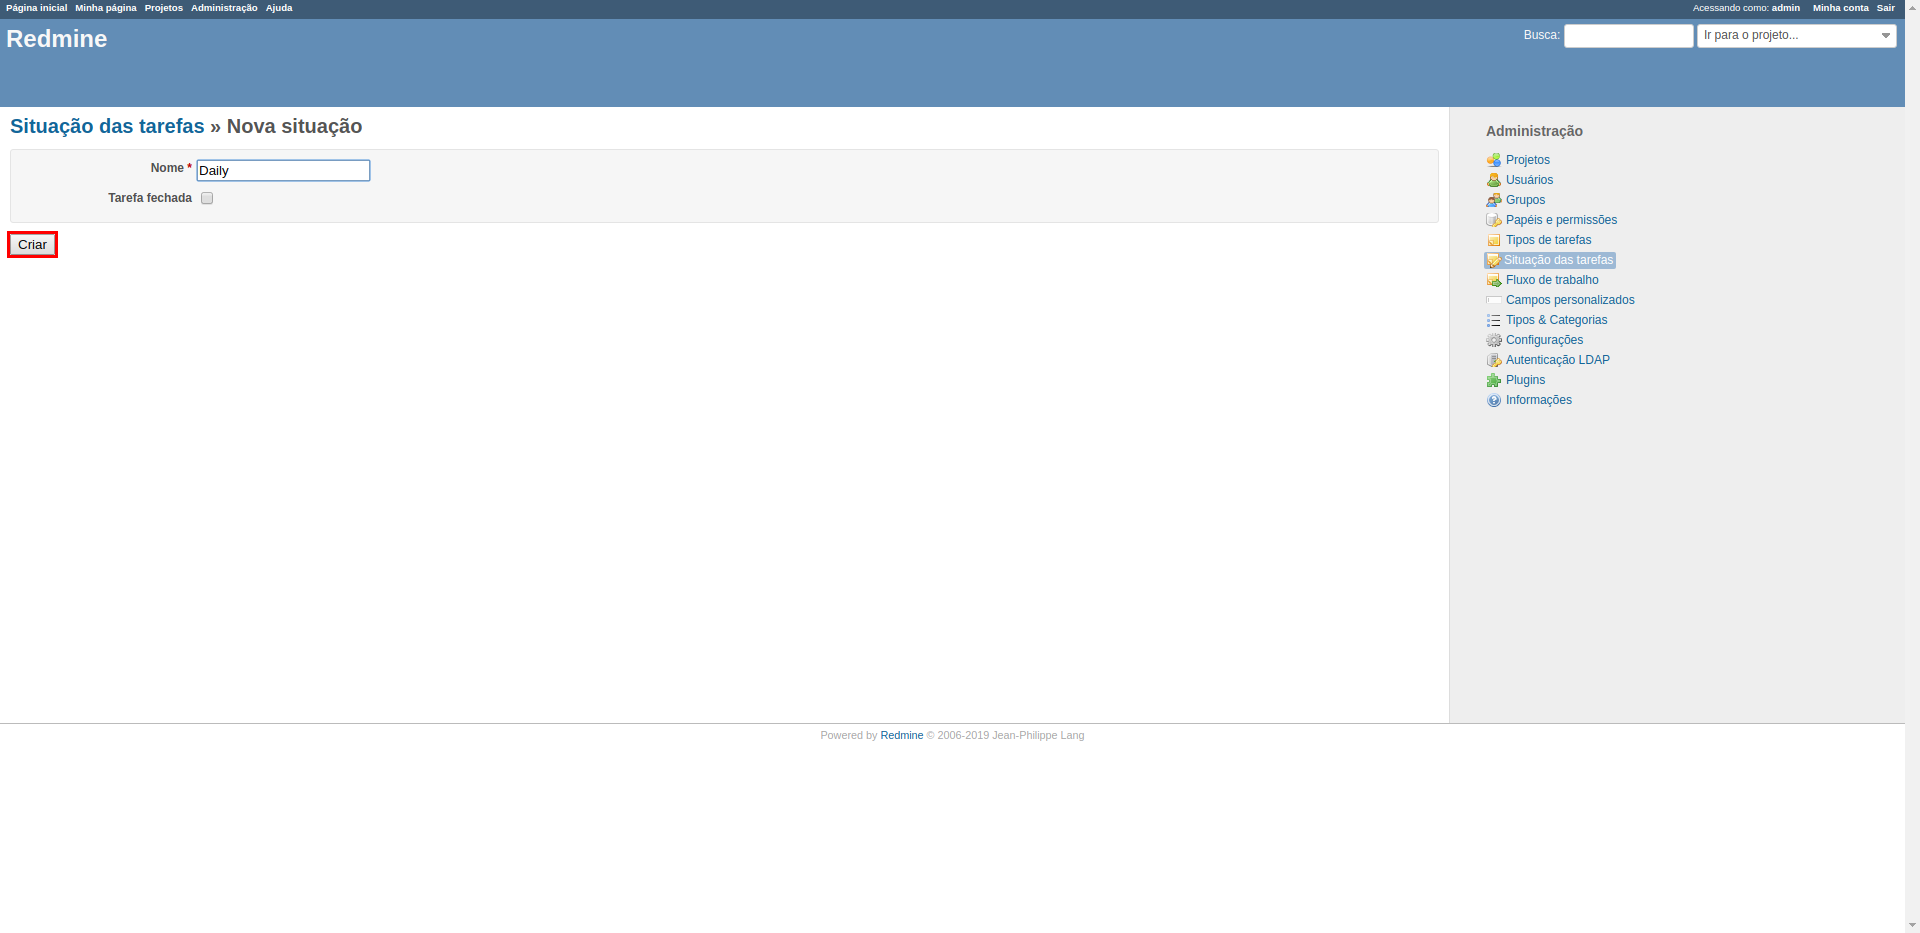 Página inicial Minha página Projetos Administração Ajuda
Acessando como: admin Minha conta Sair
Redmine
Busca:
Ir para o projeto...
Situação das tarefas » Nova situação
Nome * Daily
Tarefa fechada
Criar
Administração
Projetos
Usuários
Grupos
Papéis e permissões
Tipos de tarefas
Situação das tarefas
Fluxo de trabalho
Campos personalizados
Tipos & Categorias
Configurações
Autenticação LDAP
Plugins
Informações
Powered by Redmine © 2006-2019 Jean-Philippe Lang